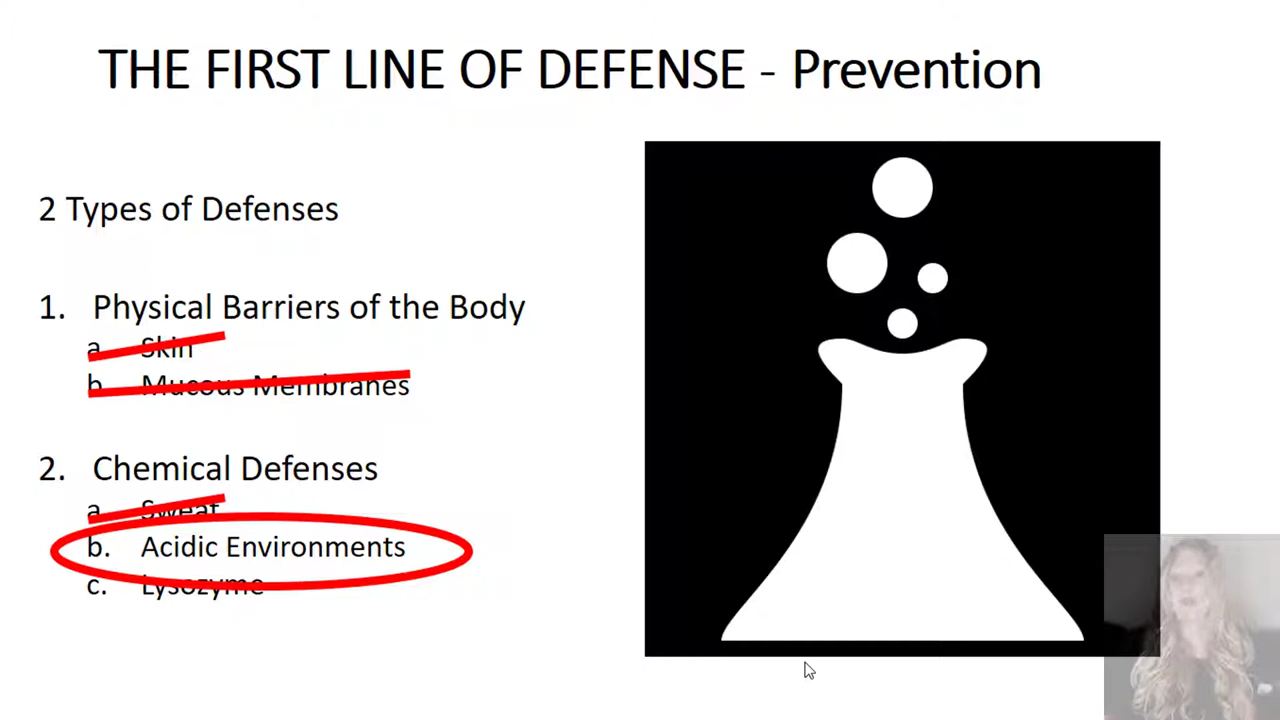 THE FIRST LINE OF DEFENSE - Prevention
2 Types of Defenses
1. Physical Barriers of the Body
a. Skin
b. Mucous Membranes
2. Chemical Defenses
a. Sweat
b. Acidic Environments
c. Lysozyme